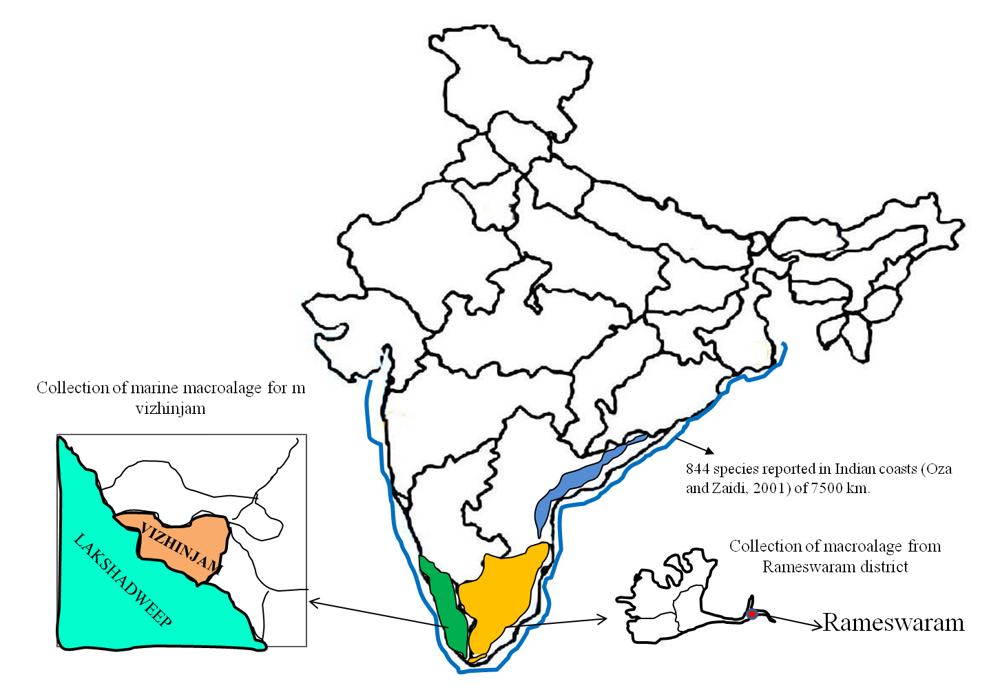 Collection of marine macroalage for m
vizhinjam
VIZHINJAM
LAKSHADWEEP
844 species reported in Indian coasts (Oza
and Zaidi, 2001) of 7500 km.
Collection of macroalage from
Rameswaram district
Rameswaram